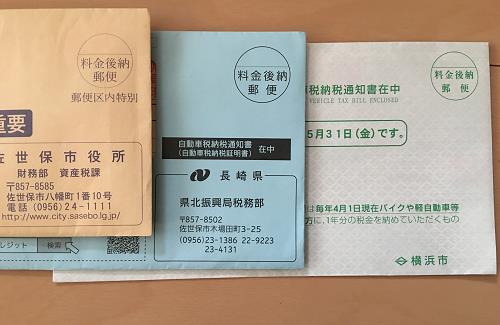 料金後納
郵便
郵便区内特別
重要
佐世保市役所
財務部 資産税課
〒857-8585
佐世保市八幡町1番10号
電話(0956)24-1111
http://www.city.sasebo.lg.jp/
料金後納
郵便
自動車税納税通知書
(自動車税納税証明書)
在中
長崎県
県北振興局税務部
〒857-8502
佐世保市木場田町3-25
(0956)23-1386 22-9223
23-4131
レジット
検索
料金後納
郵便
車税納税通知書在中
VEHICLE TAX BILL ENCLOSED
5月31日(金)です。
は毎年4月1日現在バイクや軽自動車等
方に、1年分の税金を納めていただくもの
横浜市